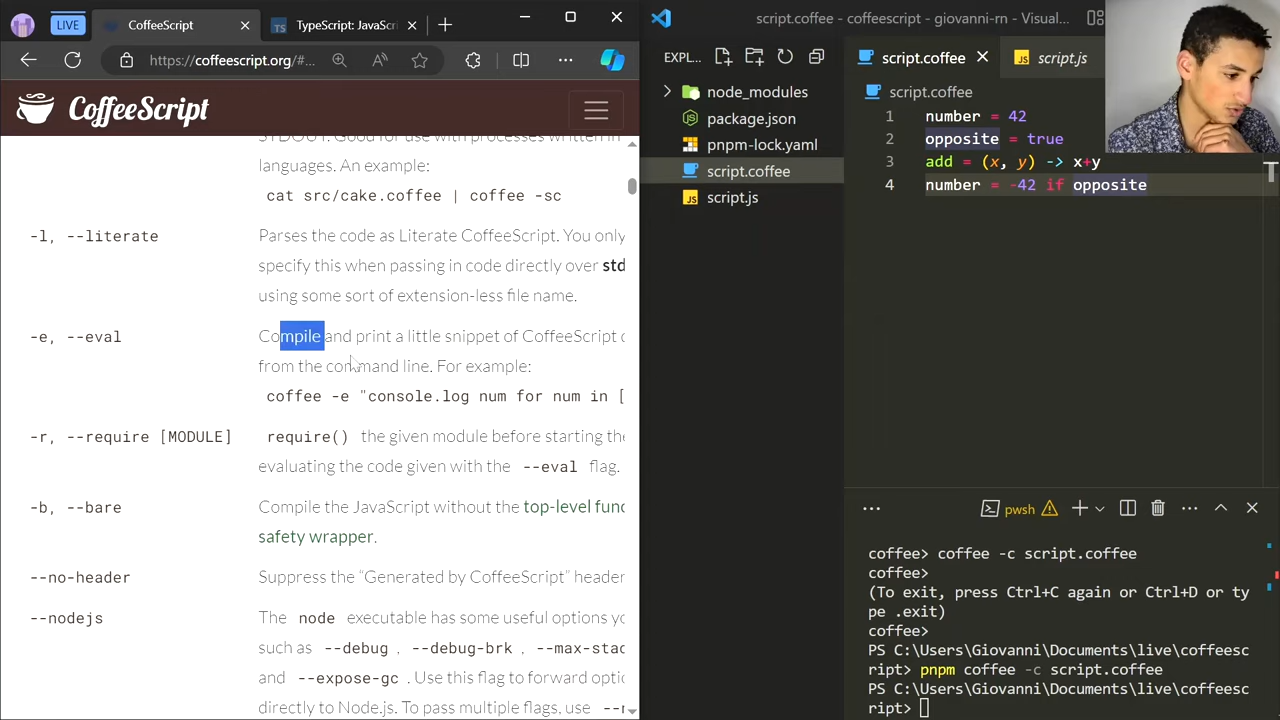 LIVE
CoffeeScript
TypeScript: JavaScri
https://coffeescript.org/#...
CoffeeScript
STDOUT. Good for use with processes written in
languages. An example:
cat src/cake.coffee | coffee -sc
-l, --literate
Parses the code as Literate CoffeeScript. You only
specify this when passing in code directly over std
using some sort of extension-less file name.
-e, --eval
Compile and print a little snippet of CoffeeScript
from the command line. For example:
coffee -e "console.log num for num in [
-r, --require [MODULE]
require() the given module before starting the
evaluating the code given with the --eval flag.
-b, --bare
Compile the JavaScript without the top-level func
safety wrapper.
--no-header
Suppress the “Generated by CoffeeScript” header
--nodejs
The node executable has some useful options yo
such as --debug , --debug-brk , --max-stac
and --expose-gc . Use this flag to forward optio
directly to Node.js. To pass multiple flags, use
script.coffee - coffeescript - giovanni-rn - Visual...
EXPL...
node_modules
package.json
pnpm-lock.yaml
script.coffee
script.js
script.coffee
script.js
script.coffee
1 number = 42
2 opposite = true
3 add = (x, y) -> x+y
4 number = -42 if opposite
pwsh
coffee> coffee -c script.coffee
coffee>
(To exit, press Ctrl+C again or Ctrl+D or ty
pe .exit)
coffee>
PS C:\Users\Giovanni\Documents\live\coffeesc
ript> pnpm coffee -c script.coffee
PS C:\Users\Giovanni\Documents\live\coffeesc
ript>